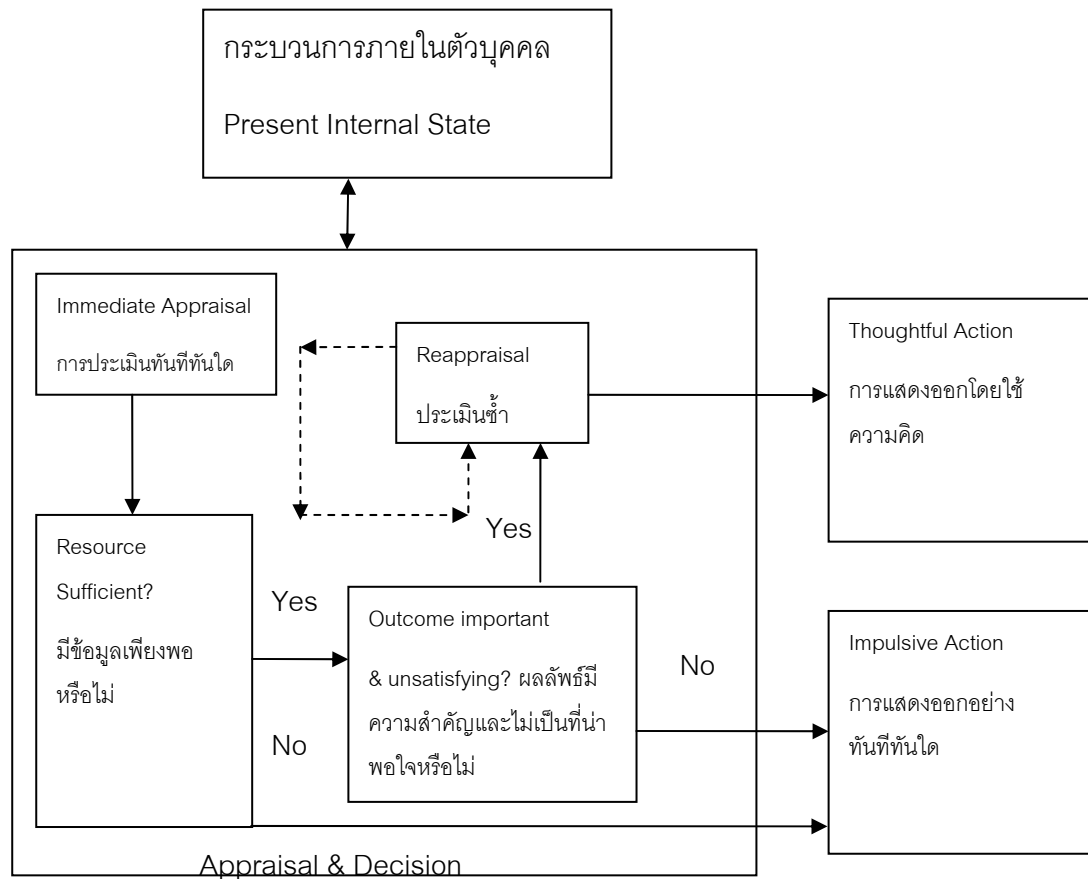 กระบวนการภายในตัวบุคคล
Present Internal State
Immediate Appraisal
การประเมินทันทีทันใด
Reappraisal
ประเมินซ้ำ
Thoughtful Action
การแสดงออกโดยใช้
ความคิด
Resource
Sufficient?
มีข้อมูลเพียงพอ
หรือไม่
Yes
No
Yes
Outcome important
& unsatisfying? ผลลัพธ์มี
ความสำคัญและไม่เป็นที่น่า
พอใจหรือไม่
No
Impulsive Action
การแสดงออกอย่าง
ทันทีทันใด
Appraisal & Decision